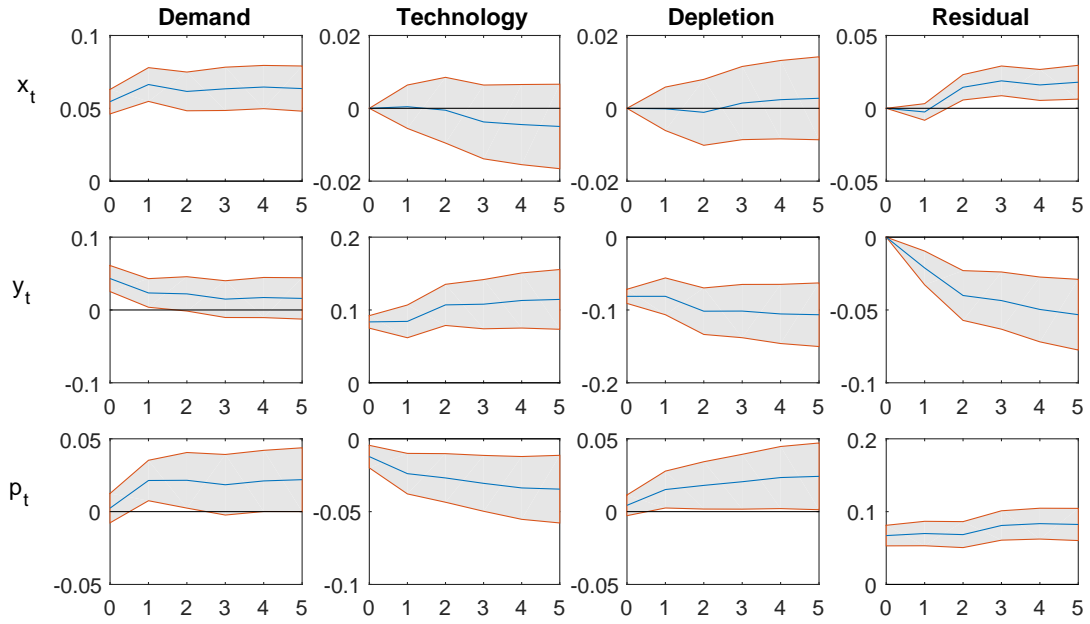 Demand Technology Depletion Residual
0.1 0.02 0.02 0.05
x_t 0.05 0 0 0
0 -0.02 -0.02 -0.05
0 1 2 3 4 5 0 1 2 3 4 5 0 1 2 3 4 5 0 1 2 3 4 5
0.1 0.2 0 0
y_t 0 0.1 -0.1 -0.05
-0.1 0 -0.2 -0.1
0 1 2 3 4 5 0 1 2 3 4 5 0 1 2 3 4 5 0 1 2 3 4 5
0.05 0 0.05 0.2
p_t 0 -0.05 0 0.1
-0.05 -0.1 -0.05 0
0 1 2 3 4 5 0 1 2 3 4 5 0 1 2 3 4 5 0 1 2 3 4 5